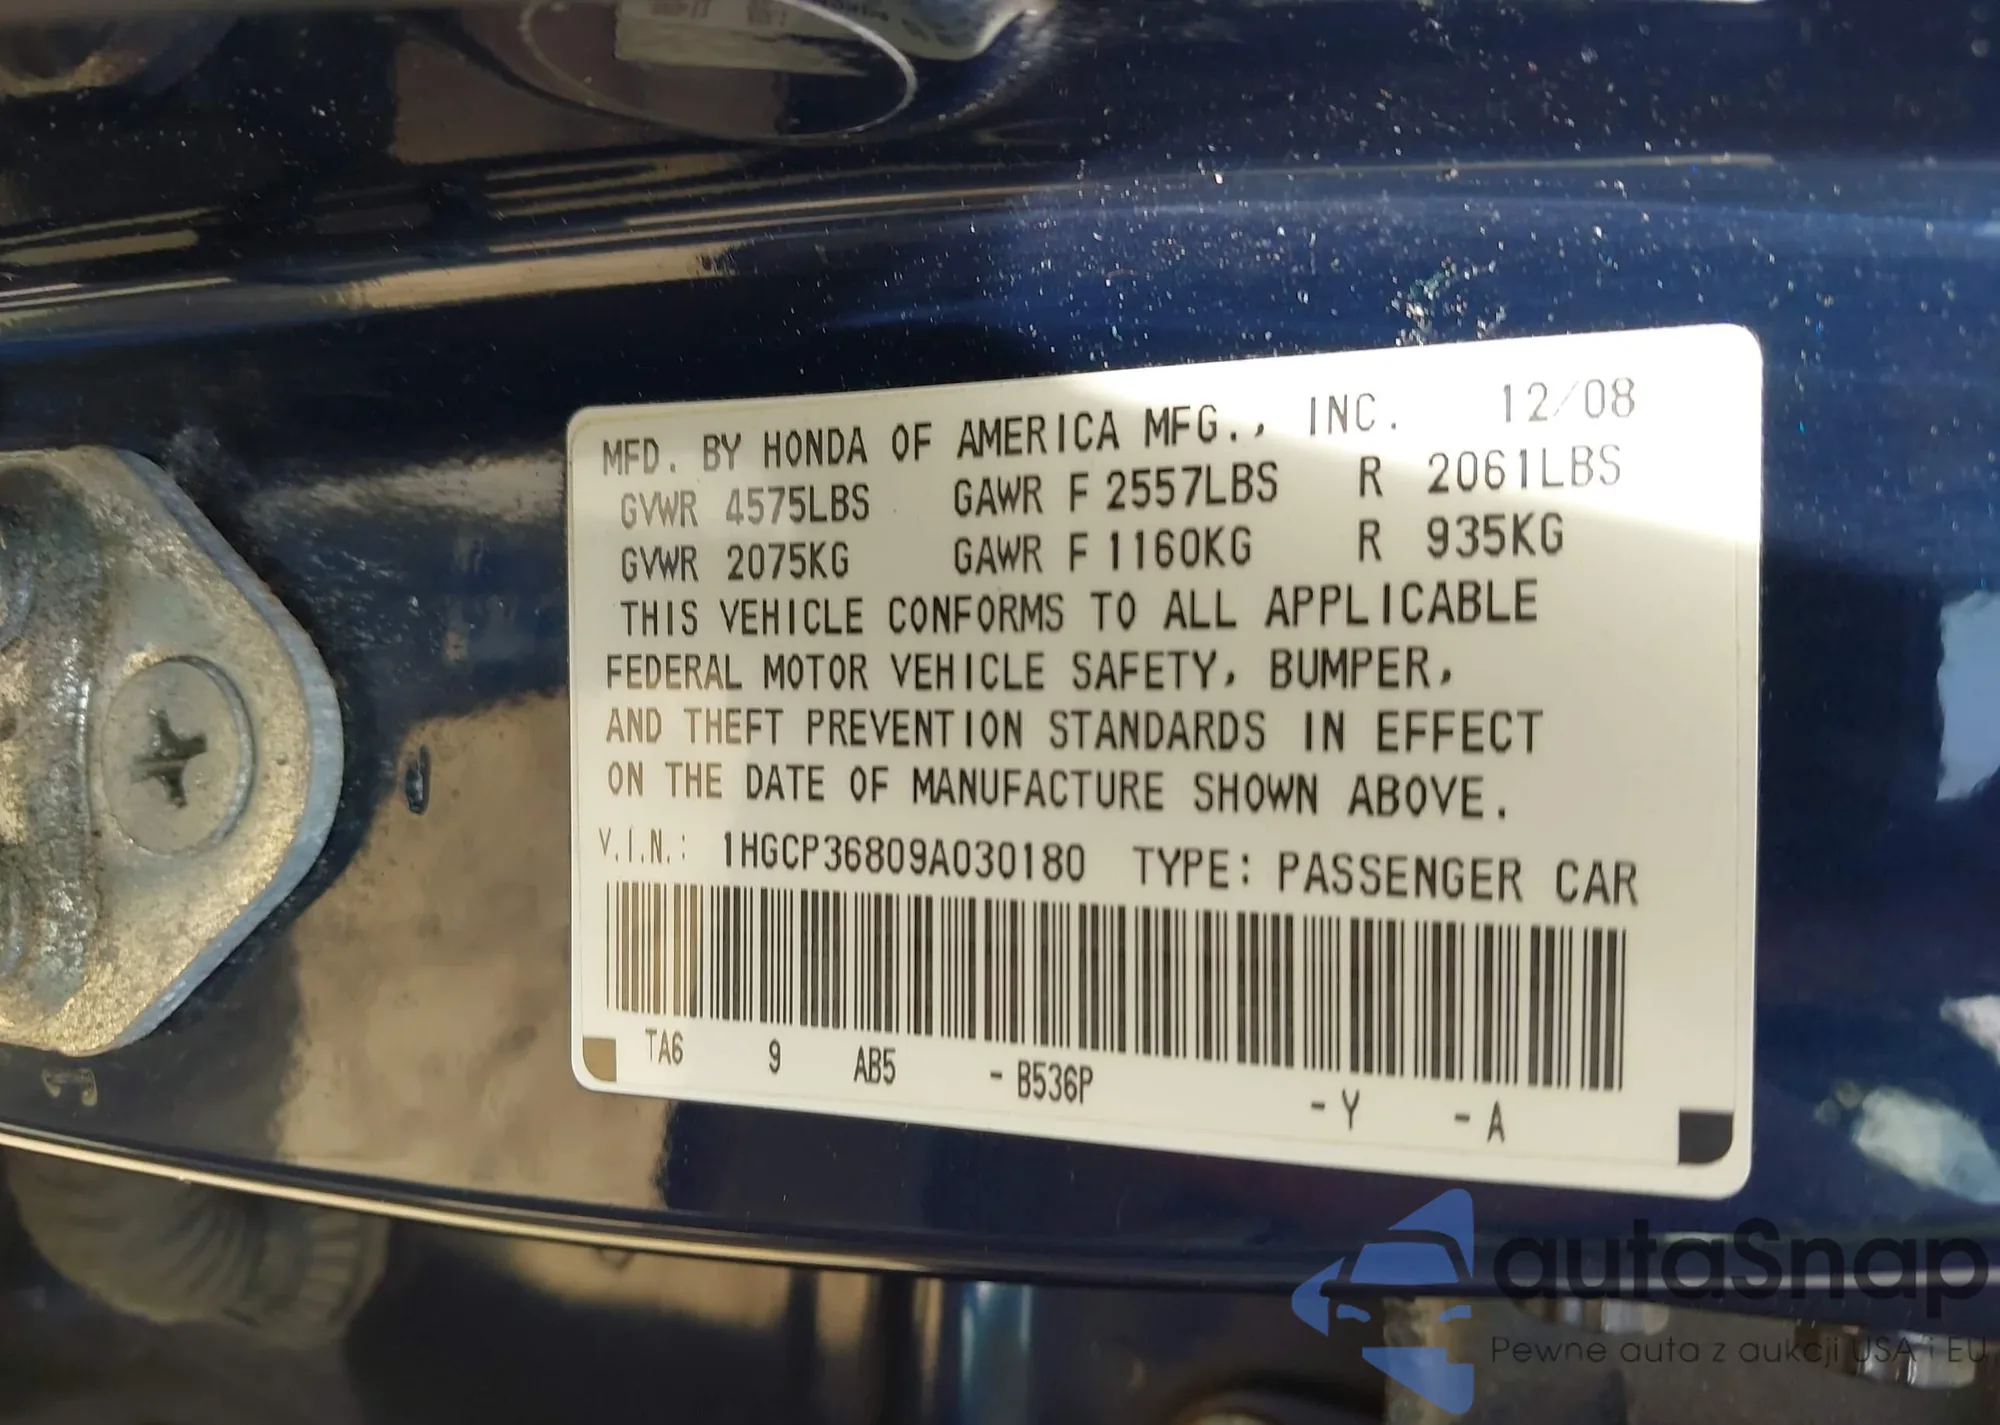 MFD. BY HONDA OF AMERICA MFG., INC. 12/08
GVWR 4575LBS GAWR F 2557LBS R 2061LBS
GVWR 2075KG GAWR F 1160KG R 935KG
THIS VEHICLE CONFORMS TO ALL APPLICABLE
FEDERAL MOTOR VEHICLE SAFETY, BUMPER,
AND THEFT PREVENTION STANDARDS IN EFFECT
ON THE DATE OF MANUFACTURE SHOWN ABOVE.
V.I.N.: 1HGCP36809A030180 TYPE: PASSENGER CAR
TA6 9 AB5 - B536P - Y - A
autaSnap
Pewne auta z aukcji USA i EU